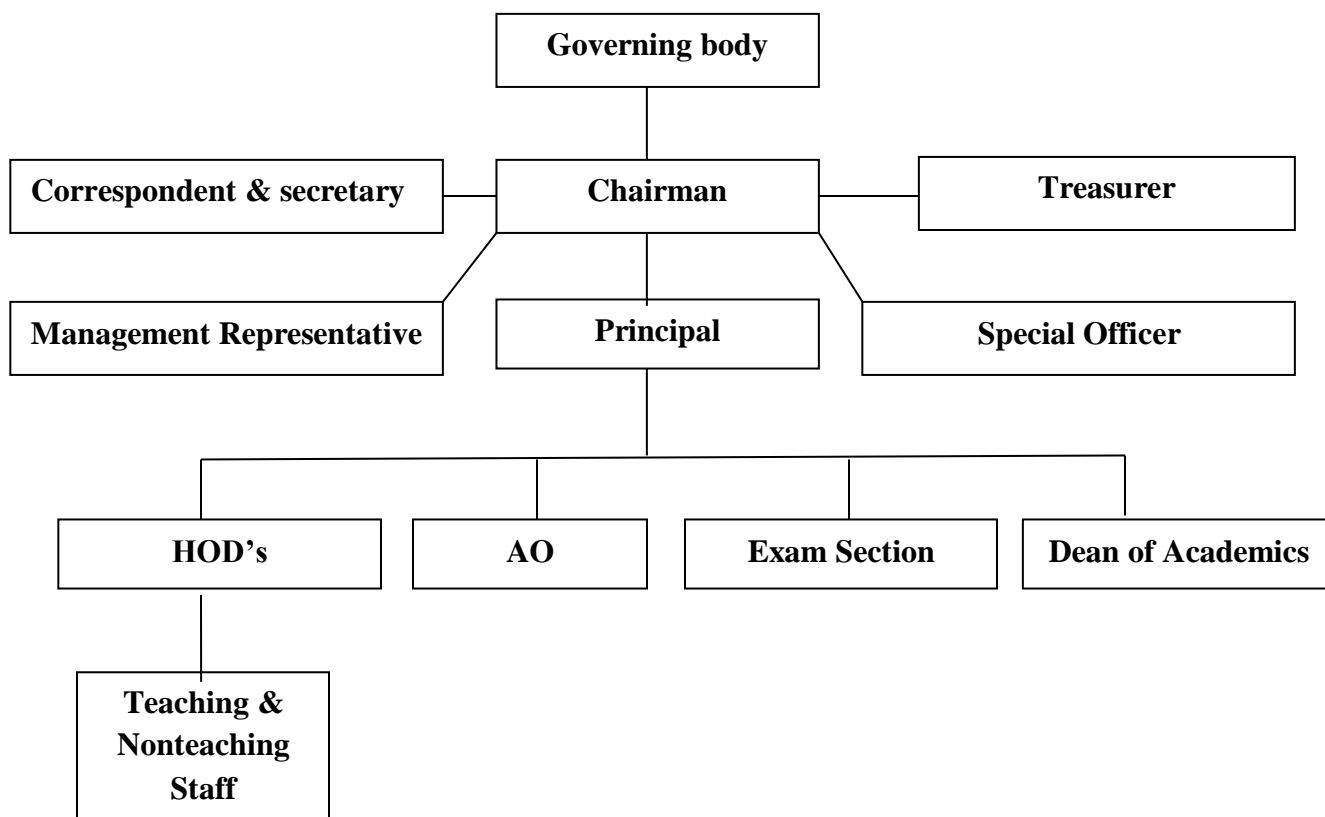 Governing body
Correspondent & secretary
Chairman
Treasurer
Management Representative
Principal
Special Officer
HOD’s
AO
Exam Section
Dean of Academics
Teaching &
Nonteaching
Staff